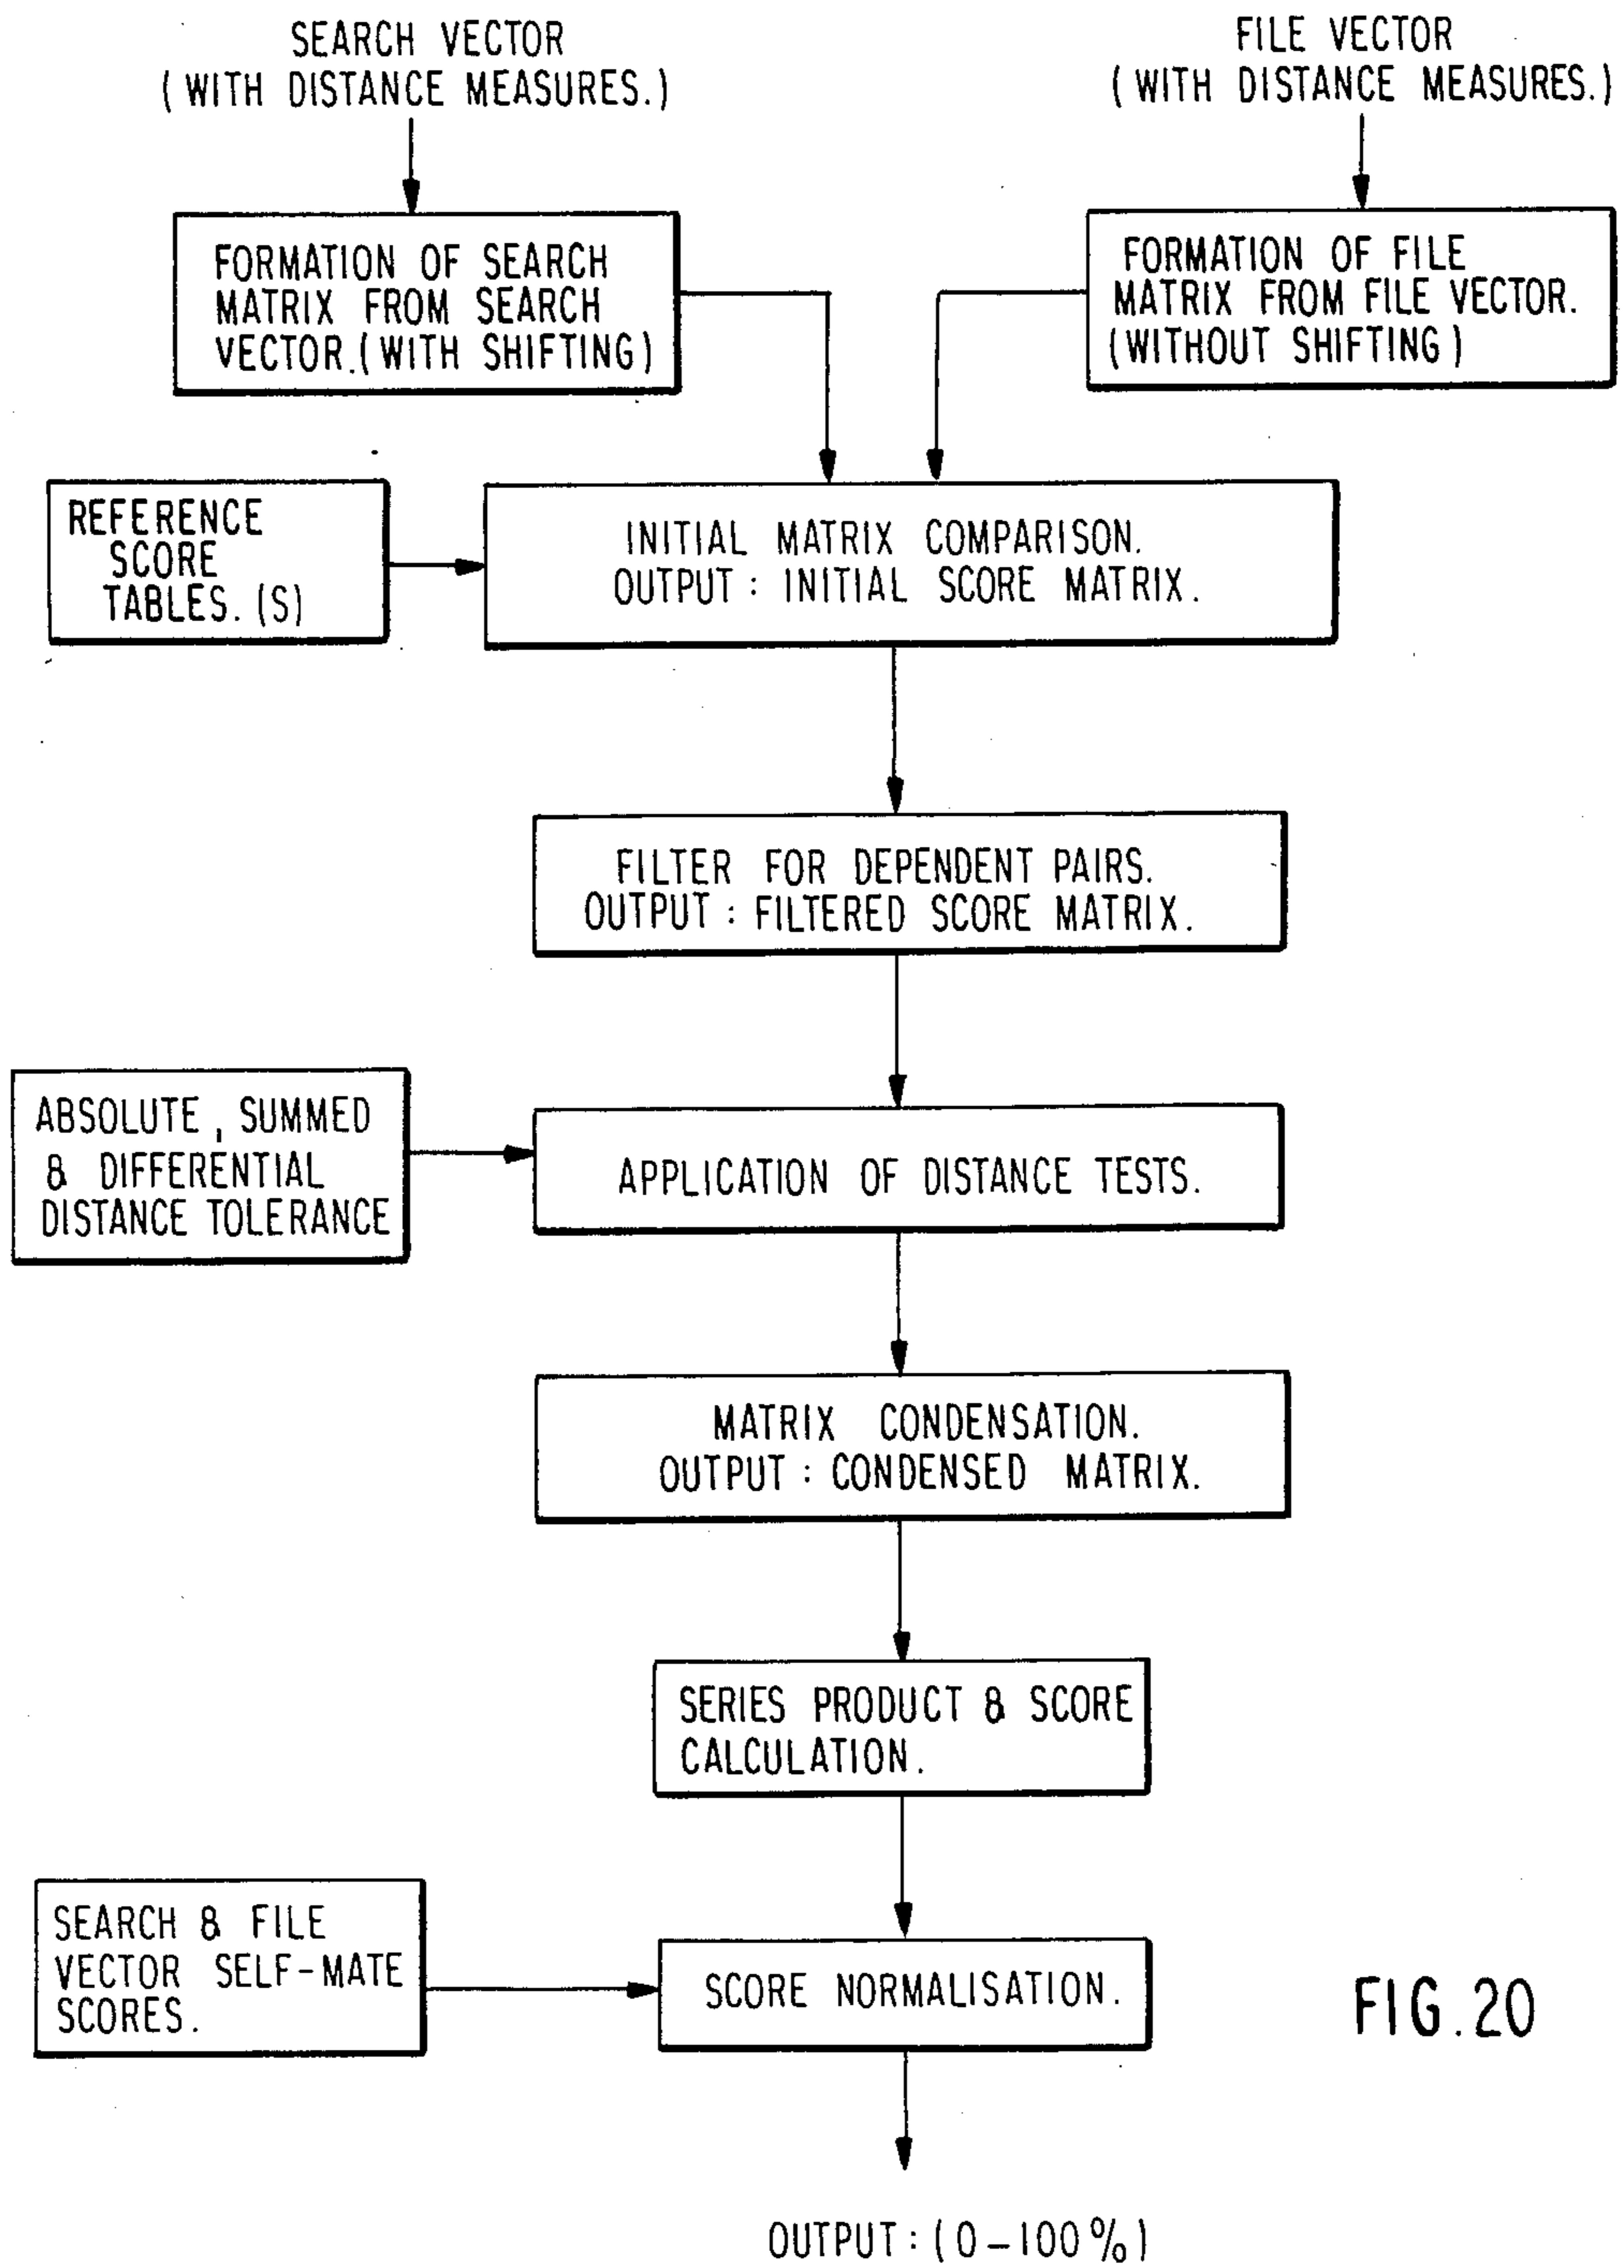 SEARCH VECTOR
(WITH DISTANCE MEASURES.)
FILE VECTOR
(WITH DISTANCE MEASURES.)
FORMATION OF SEARCH
MATRIX FROM SEARCH
VECTOR.(WITH SHIFTING)
FORMATION OF FILE
MATRIX FROM FILE VECTOR.
(WITHOUT SHIFTING)
REFERENCE
SCORE
TABLES.(S)
INITIAL MATRIX COMPARISON.
OUTPUT : INITIAL SCORE MATRIX.
FILTER FOR DEPENDENT PAIRS.
OUTPUT : FILTERED SCORE MATRIX.
ABSOLUTE, SUMMED
& DIFFERENTIAL
DISTANCE TOLERANCE
APPLICATION OF DISTANCE TESTS.
MATRIX CONDENSATION.
OUTPUT : CONDENSED MATRIX.
SERIES PRODUCT & SCORE
CALCULATION.
SEARCH & FILE
VECTOR SELF-MATE
SCORES.
SCORE NORMALISATION.
FIG.20
OUTPUT : (0-100%)